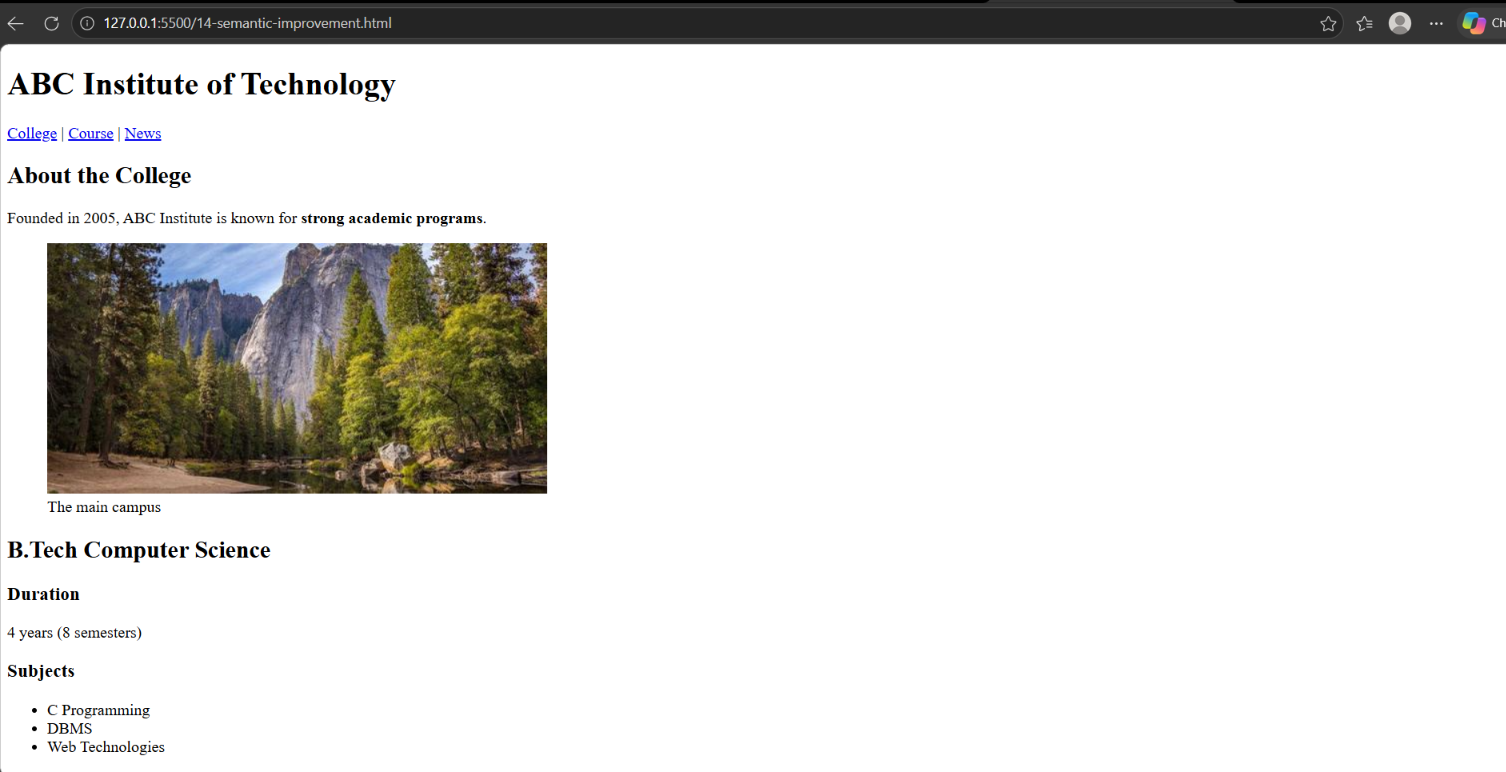 127.0.0.1:5500/14-semantic-improvement.html
Ch
ABC Institute of Technology
College | Course | News
About the College
Founded in 2005, ABC Institute is known for strong academic programs.
The main campus
B.Tech Computer Science
Duration
4 years (8 semesters)
Subjects
• C Programming
• DBMS
• Web Technologies